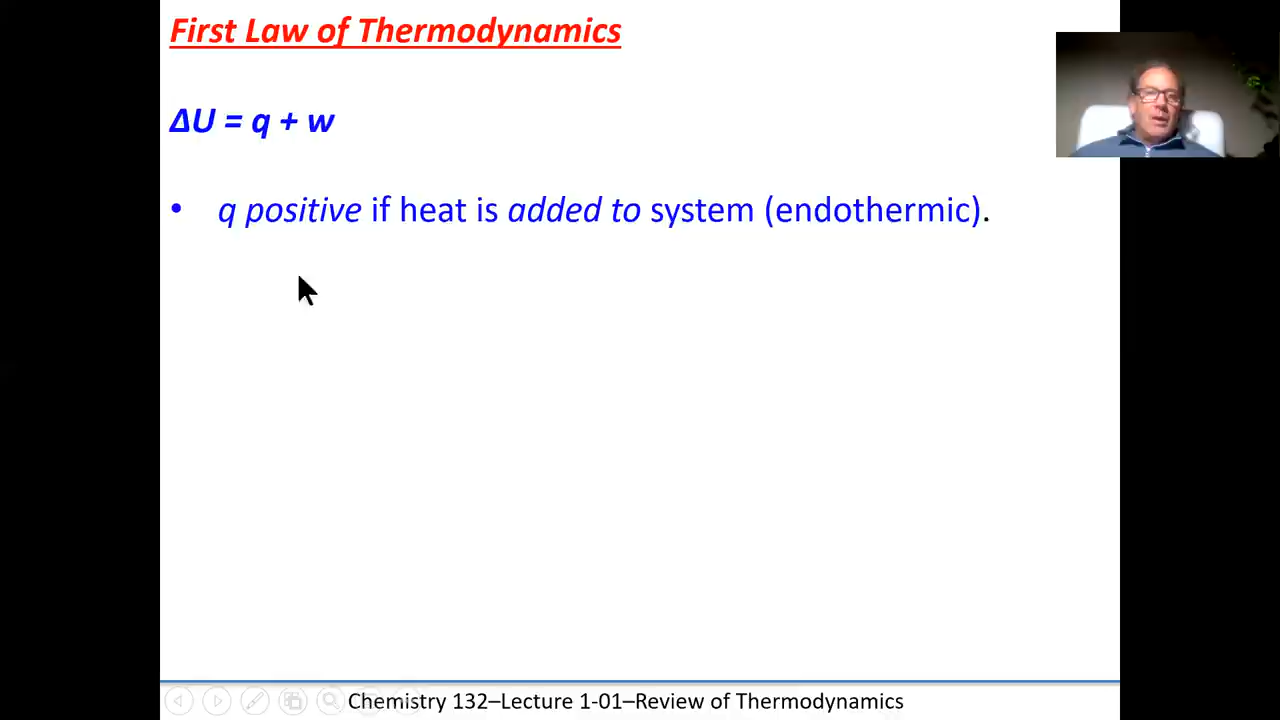 First Law of Thermodynamics
ΔU = q + w
• q positive if heat is added to system (endothermic).
Chemistry 132–Lecture 1-01–Review of Thermodynamics